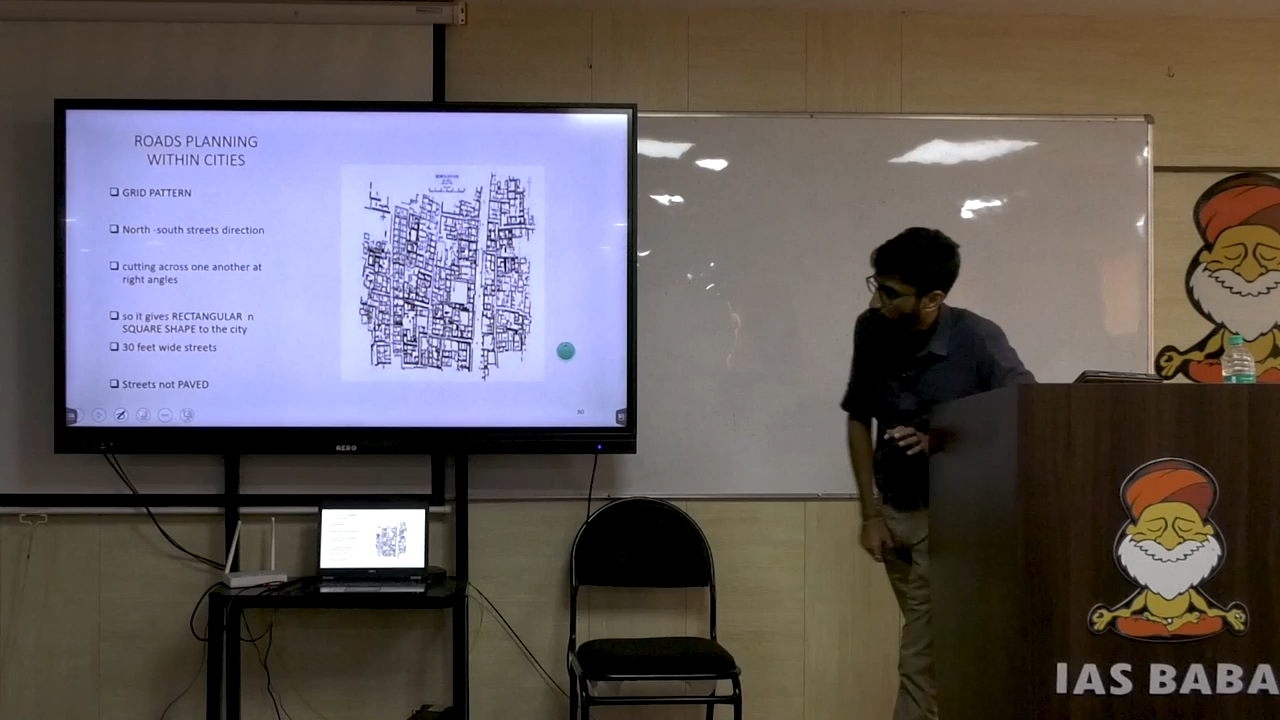 ROADS PLANNING
WITHIN CITIES
❑ GRID PATTERN
❑ North -south streets direction
❑ cutting across one another at
right angles
❑ so it gives RECTANGULAR n
SQUARE SHAPE to the city
❑ 30 feet wide streets
❑ Streets not PAVED
AERO
IAS BABA